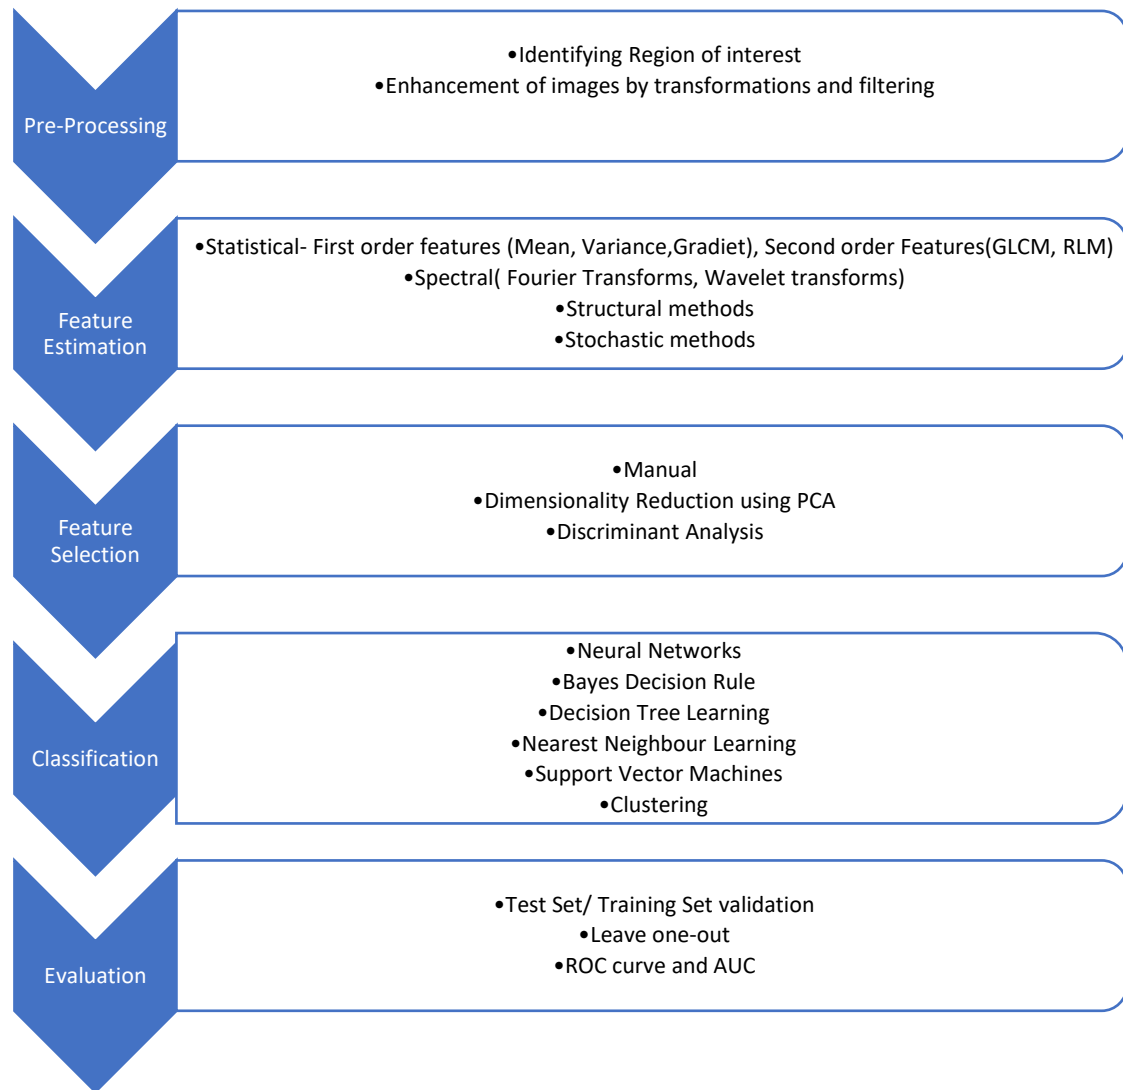 Pre-Processing
•Identifying Region of interest
•Enhancement of images by transformations and filtering
Feature
Estimation
•Statistical- First order features (Mean, Variance,Gradiet), Second order Features(GLCM, RLM)
•Spectral( Fourier Transforms, Wavelet transforms)
•Structural methods
•Stochastic methods
Feature
Selection
•Manual
•Dimensionality Reduction using PCA
•Discriminant Analysis
Classification
•Neural Networks
•Bayes Decision Rule
•Decision Tree Learning
•Nearest Neighbour Learning
•Support Vector Machines
•Clustering
Evaluation
•Test Set/ Training Set validation
•Leave one-out
•ROC curve and AUC